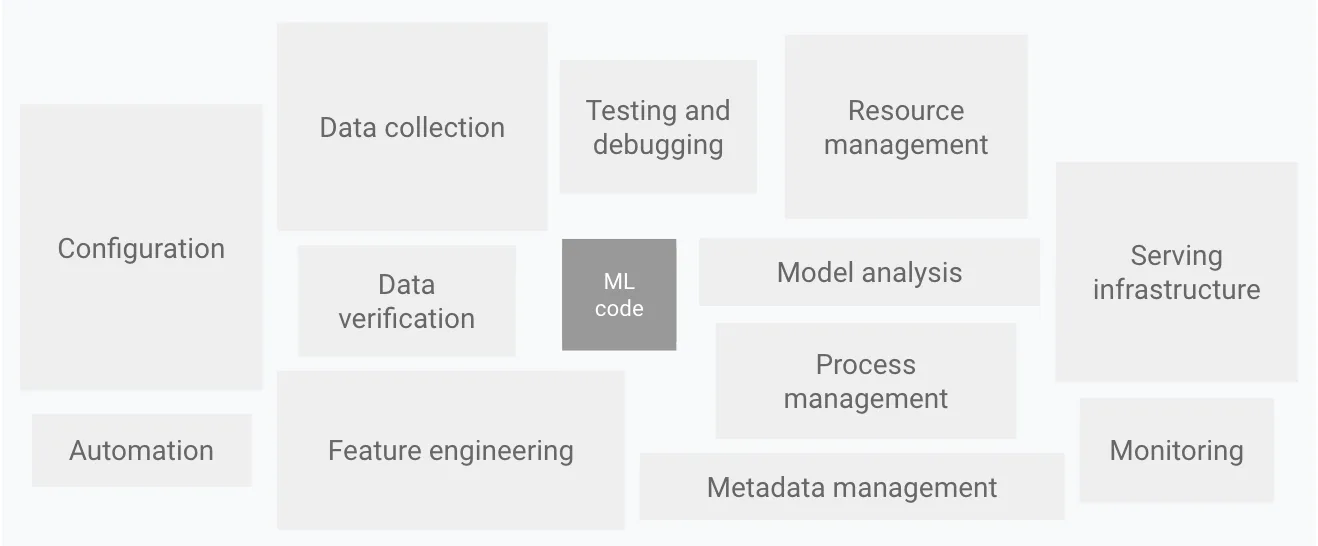 Data collection
Testing and
debugging
Resource
management
Configuration
Data
verification
ML
code
Model analysis
Serving
infrastructure
Process
management
Automation
Feature engineering
Metadata management
Monitoring